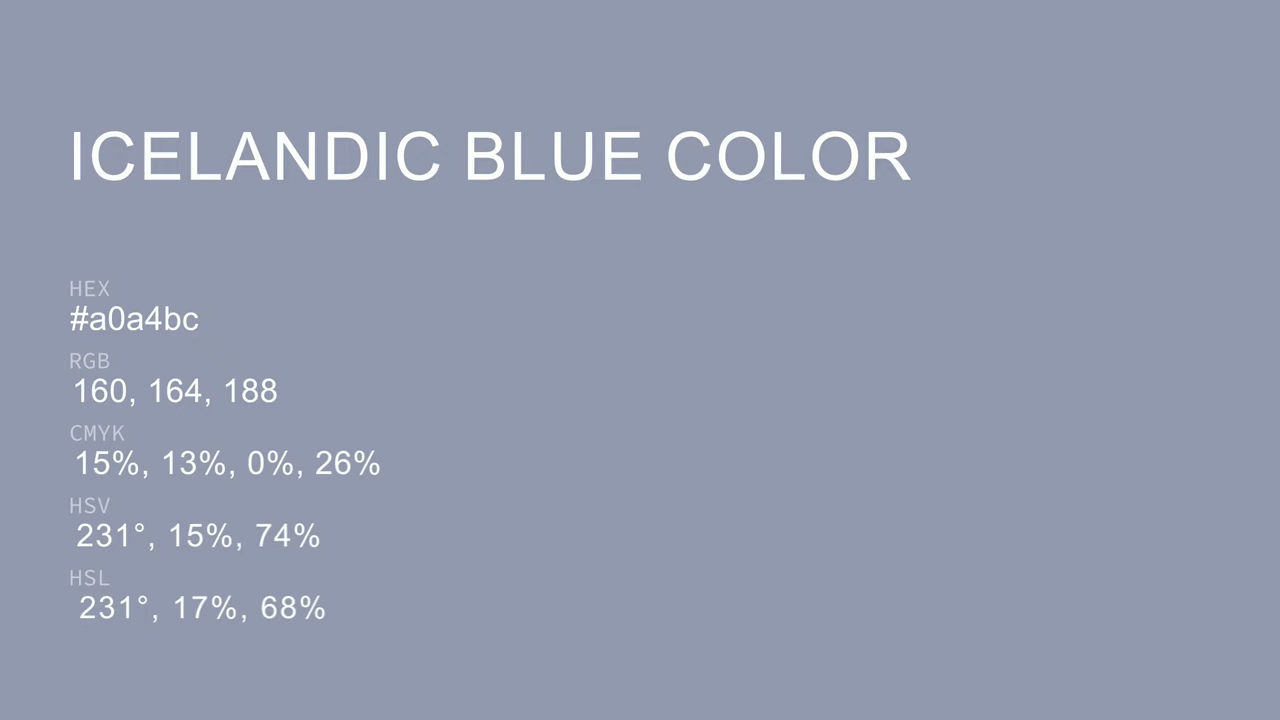 ICELANDIC BLUE COLOR
HEX
#a0a4bc
RGB
160, 164, 188
CMYK
15%, 13%, 0%, 26%
HSV
231°, 15%, 74%
HSL
231°, 17%, 68%